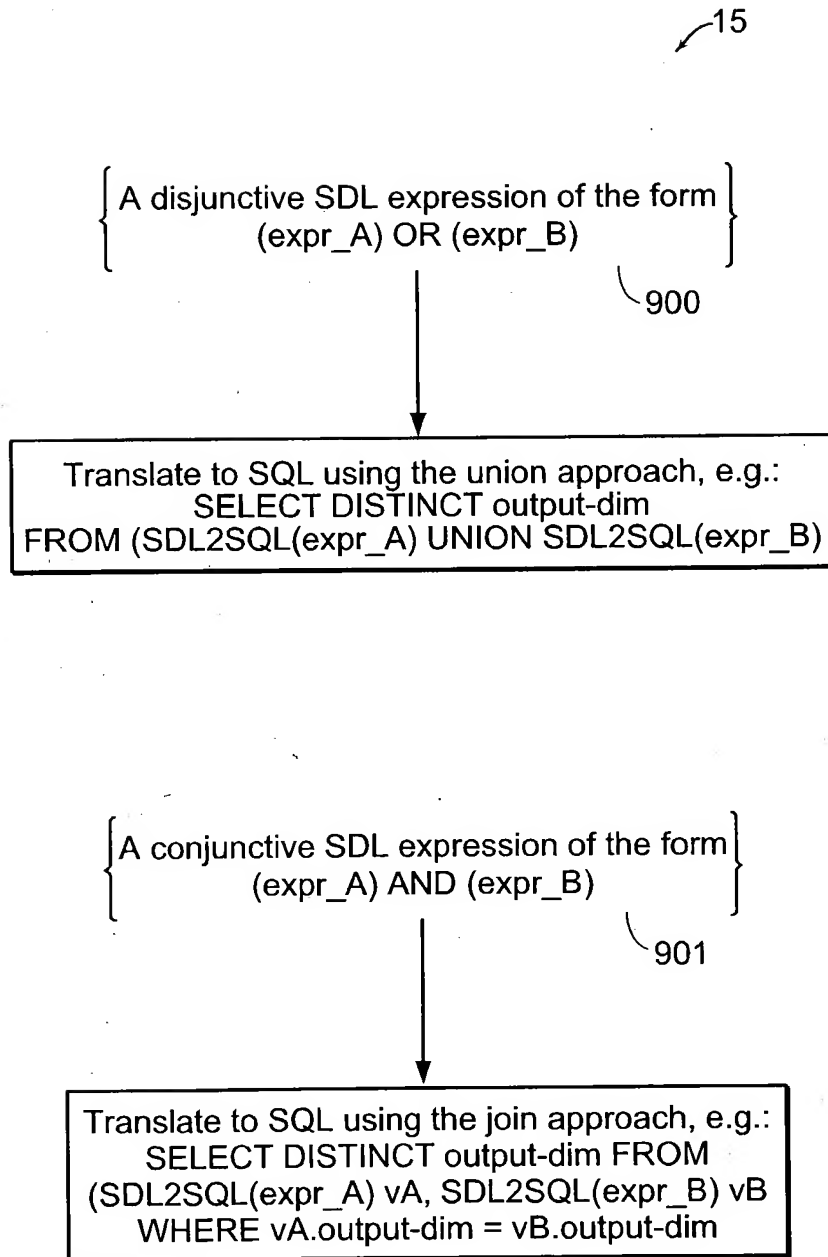 15
A disjunctive SDL expression of the form
(expr_A) OR (expr_B)
900
Translate to SQL using the union approach, e.g.:
SELECT DISTINCT output-dim
FROM (SDL2SQL(expr_A) UNION SDL2SQL(expr_B)
A conjunctive SDL expression of the form
(expr_A) AND (expr_B)
901
Translate to SQL using the join approach, e.g.:
SELECT DISTINCT output-dim FROM
(SDL2SQL(expr_A) vA, SDL2SQL(expr_B) vB
WHERE vA.output-dim = vB.output-dim